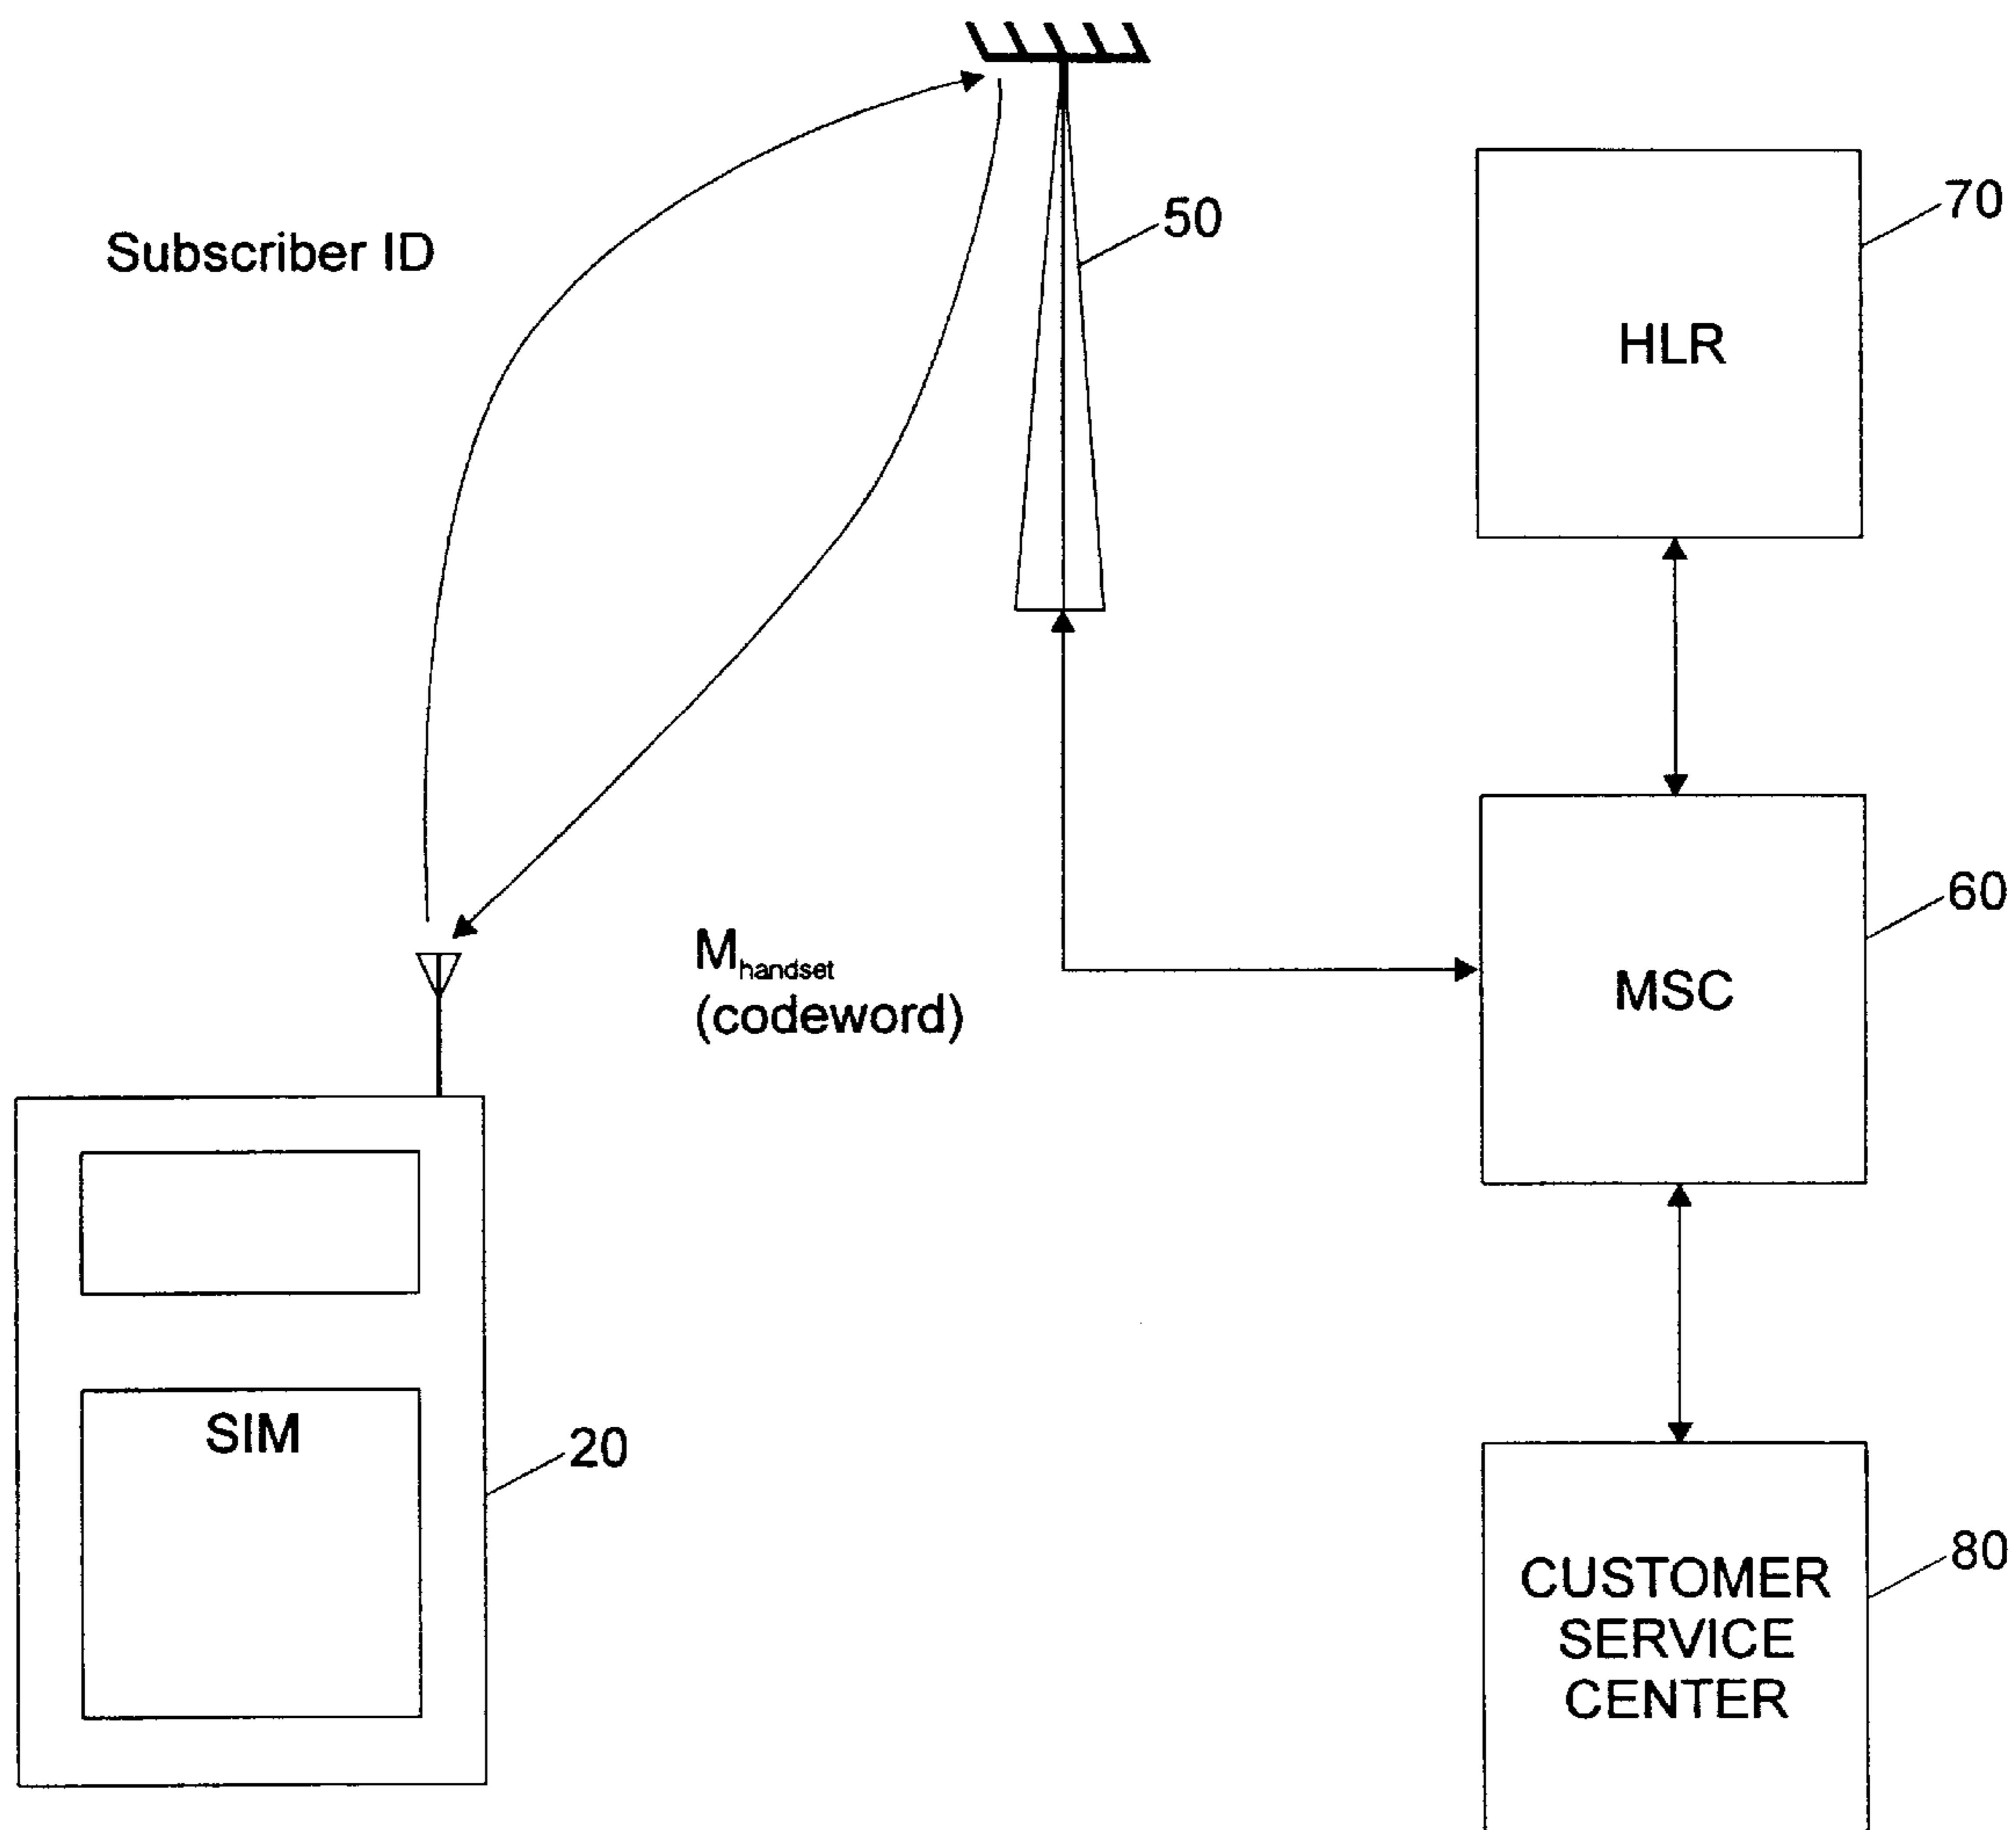 Subscriber ID
50
70
HLR
60
M handset
(codeword)
MSC
SIM
20
80
CUSTOMER
SERVICE
CENTER